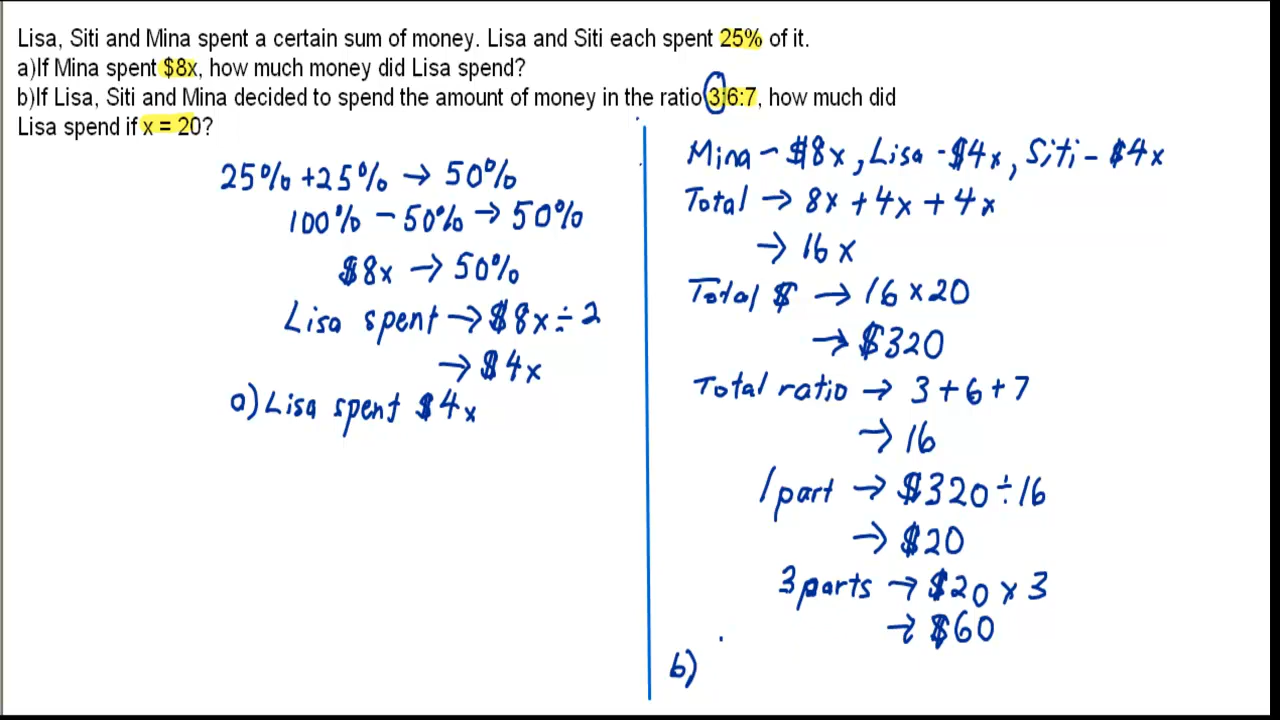 Lisa, Siti and Mina spent a certain sum of money. Lisa and Siti each spent 25% of it.
a)If Mina spent $8x, how much money did Lisa spend?
b)If Lisa, Siti and Mina decided to spend the amount of money in the ratio 3:6:7, how much did
Lisa spend if x = 20?
25% + 25% → 50%
100% - 50% → 50%
$8x → 50%
Lisa spent → $8x ÷ 2
→ $4x
a) Lisa spent $4x
Mina - $8x, Lisa - $4x, Siti - $4x
Total → 8x + 4x + 4x
→ 16x
Total $ → 16 × 20
→ $320
Total ratio → 3 + 6 + 7
→ 16
1 part → $320 ÷ 16
→ $20
3 parts → $20 × 3
→ $60
b)